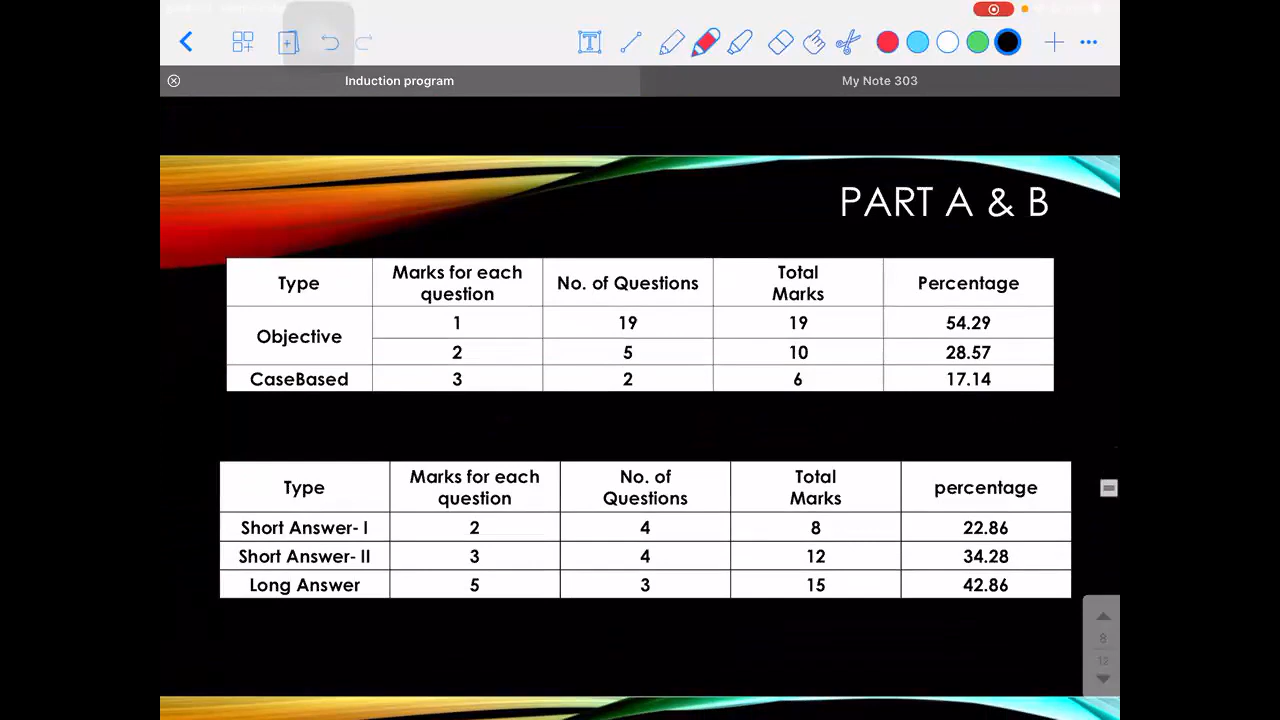 Induction program
My Note 303
PART A & B
Type Marks for each question No. of Questions Total Marks Percentage
Objective 1 19 19 54.29
2 5 10 28.57
CaseBased 3 2 6 17.14
Type Marks for each question No. of Questions Total Marks percentage
Short Answer- I 2 4 8 22.86
Short Answer- II 3 4 12 34.28
Long Answer 5 3 15 42.86
8
12